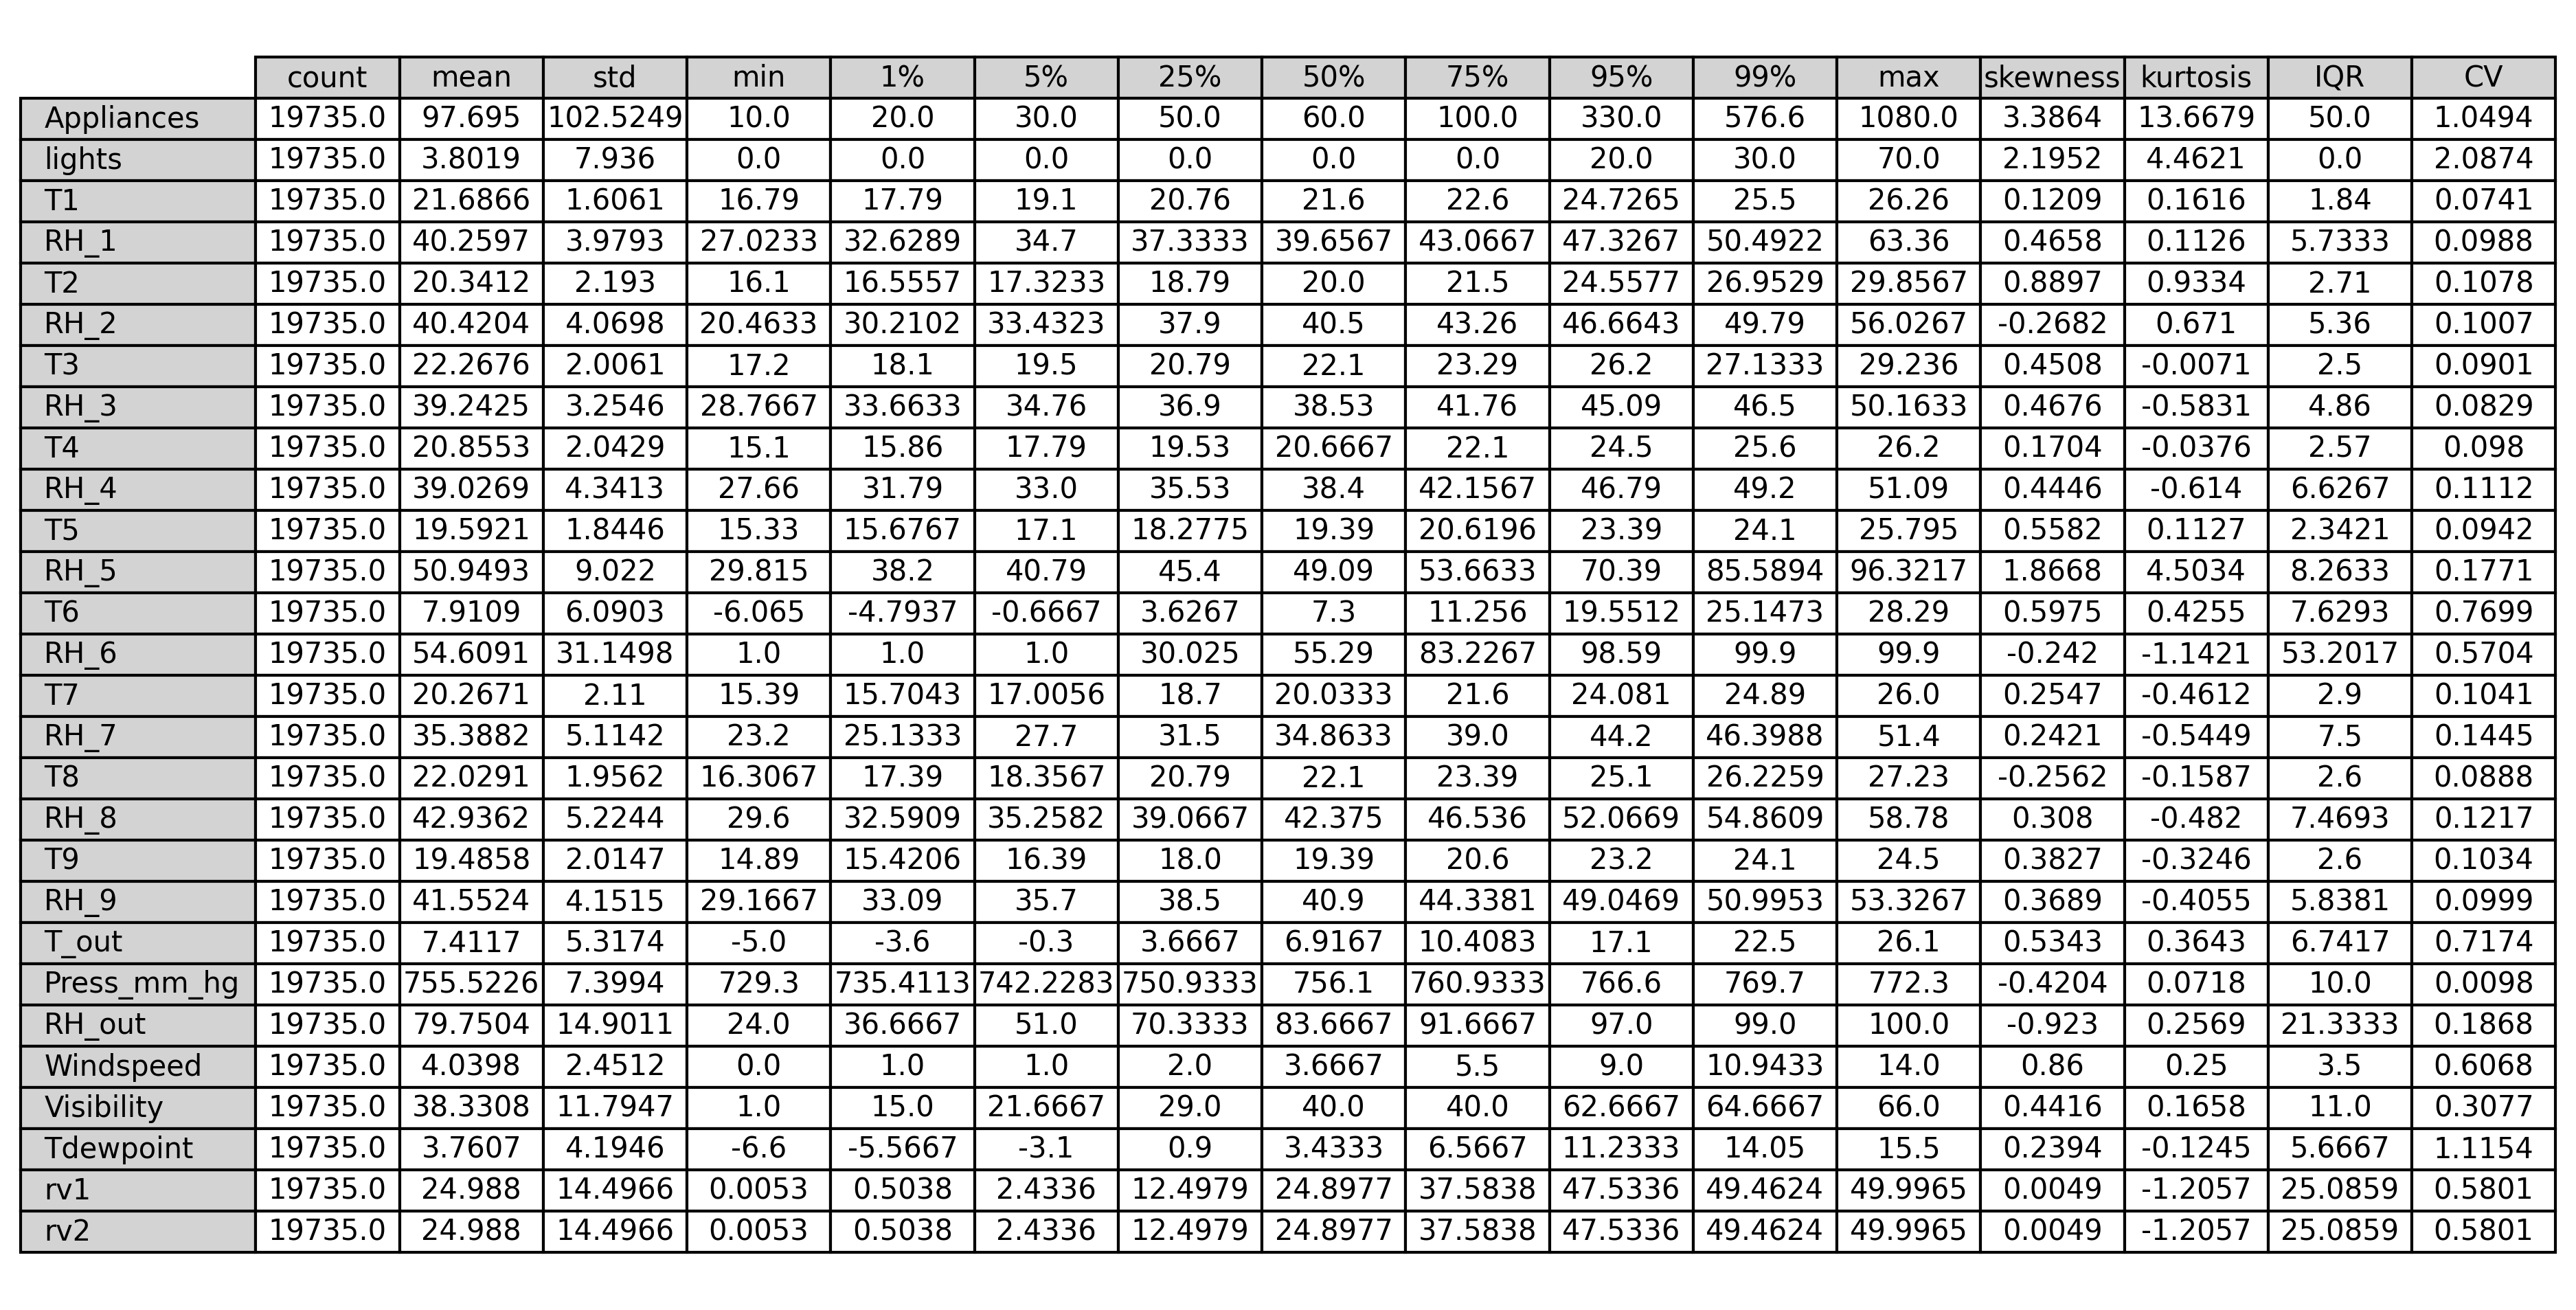 count mean std min 1% 5% 25% 50% 75% 95% 99% max skewness kurtosis IQR CV
Appliances 19735.0 97.695 102.5249 10.0 20.0 30.0 50.0 60.0 100.0 330.0 576.6 1080.0 3.3864 13.6679 50.0 1.0494
lights 19735.0 3.8019 7.936 0.0 0.0 0.0 0.0 0.0 0.0 20.0 30.0 70.0 2.1952 4.4621 0.0 2.0874
T1 19735.0 21.6866 1.6061 16.79 17.79 19.1 20.76 21.6 22.6 24.7265 25.5 26.26 0.1209 0.1616 1.84 0.0741
RH_1 19735.0 40.2597 3.9793 27.0233 32.6289 34.7 37.3333 39.6567 43.0667 47.3267 50.4922 63.36 0.4658 0.1126 5.7333 0.0988
T2 19735.0 20.3412 2.193 16.1 16.5557 17.3233 18.79 20.0 21.5 24.5577 26.9529 29.8567 0.8897 0.9334 2.71 0.1078
RH_2 19735.0 40.4204 4.0698 20.4633 30.2102 33.4323 37.9 40.5 43.26 46.6643 49.79 56.0267 -0.2682 0.671 5.36 0.1007
T3 19735.0 22.2676 2.0061 17.2 18.1 19.5 20.79 22.1 23.29 26.2 27.1333 29.236 0.4508 -0.0071 2.5 0.0901
RH_3 19735.0 39.2425 3.2546 28.7667 33.6633 34.76 36.9 38.53 41.76 45.09 46.5 50.1633 0.4676 -0.5831 4.86 0.0829
T4 19735.0 20.8553 2.0429 15.1 15.86 17.79 19.53 20.6667 22.1 24.5 25.6 26.2 0.1704 -0.0376 2.57 0.098
RH_4 19735.0 39.0269 4.3413 27.66 31.79 33.0 35.53 38.4 42.1567 46.79 49.2 51.09 0.4446 -0.614 6.6267 0.1112
T5 19735.0 19.5921 1.8446 15.33 15.6767 17.1 18.2775 19.39 20.6196 23.39 24.1 25.795 0.5582 0.1127 2.3421 0.0942
RH_5 19735.0 50.9493 9.022 29.815 38.2 40.79 45.4 49.09 53.6633 70.39 85.5894 96.3217 1.8668 4.5034 8.2633 0.1771
T6 19735.0 7.9109 6.0903 -6.065 -4.7937 -0.6667 3.6267 7.3 11.256 19.5512 25.1473 28.29 0.5975 0.4255 7.6293 0.7699
RH_6 19735.0 54.6091 31.1498 1.0 1.0 1.0 30.025 55.29 83.2267 98.59 99.9 99.9 -0.242 -1.1421 53.2017 0.5704
T7 19735.0 20.2671 2.11 15.39 15.7043 17.0056 18.7 20.0333 21.6 24.081 24.89 26.0 0.2547 -0.4612 2.9 0.1041
RH_7 19735.0 35.3882 5.1142 23.2 25.1333 27.7 31.5 34.8633 39.0 44.2 46.3988 51.4 0.2421 -0.5449 7.5 0.1445
T8 19735.0 22.0291 1.9562 16.3067 17.39 18.3567 20.79 22.1 23.39 25.1 26.2259 27.23 -0.2562 -0.1587 2.6 0.0888
RH_8 19735.0 42.9362 5.2244 29.6 32.5909 35.2582 39.0667 42.375 46.536 52.0669 54.8609 58.78 0.308 -0.482 7.4693 0.1217
T9 19735.0 19.4858 2.0147 14.89 15.4206 16.39 18.0 19.39 20.6 23.2 24.1 24.5 0.3827 -0.3246 2.6 0.1034
RH_9 19735.0 41.5524 4.1515 29.1667 33.09 35.7 38.5 40.9 44.3381 49.0469 50.9953 53.3267 0.3689 -0.4055 5.8381 0.0999
T_out 19735.0 7.4117 5.3174 -5.0 -3.6 -0.3 3.6667 6.9167 10.4083 17.1 22.5 26.1 0.5343 0.3643 6.7417 0.7174
Press_mm_hg 19735.0 755.5226 7.3994 729.3 735.4113 742.2283 750.9333 756.1 760.9333 766.6 769.7 772.3 -0.4204 0.0718 10.0 0.0098
RH_out 19735.0 79.7504 14.9011 24.0 36.6667 51.0 70.3333 83.6667 91.6667 97.0 99.0 100.0 -0.923 0.2569 21.3333 0.1868
Windspeed 19735.0 4.0398 2.4512 0.0 1.0 1.0 2.0 3.6667 5.5 9.0 10.9433 14.0 0.86 0.25 3.5 0.6068
Visibility 19735.0 38.3308 11.7947 1.0 15.0 21.6667 29.0 40.0 40.0 62.6667 64.6667 66.0 0.4416 0.1658 11.0 0.3077
Tdewpoint 19735.0 3.7607 4.1946 -6.6 -5.5667 -3.1 0.9 3.4333 6.5667 11.2333 14.05 15.5 0.2394 -0.1245 5.6667 1.1154
rv1 19735.0 24.988 14.4966 0.0053 0.5038 2.4336 12.4979 24.8977 37.5838 47.5336 49.4624 49.9965 0.0049 -1.2057 25.0859 0.5801
rv2 19735.0 24.988 14.4966 0.0053 0.5038 2.4336 12.4979 24.8977 37.5838 47.5336 49.4624 49.9965 0.0049 -1.2057 25.0859 0.5801